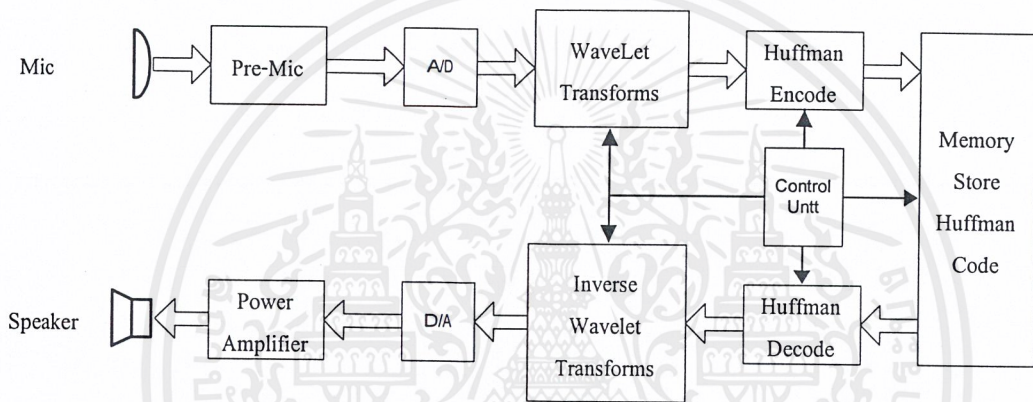 Mic
Pre-Mic
A/D
WaveLet
Transforms
Huffman
Encode
Memory
Store
Huffman
Code
Control
Untt
Speaker
Power
Amplifier
D/A
Inverse
Wavelet
Transforms
Huffman
Decode